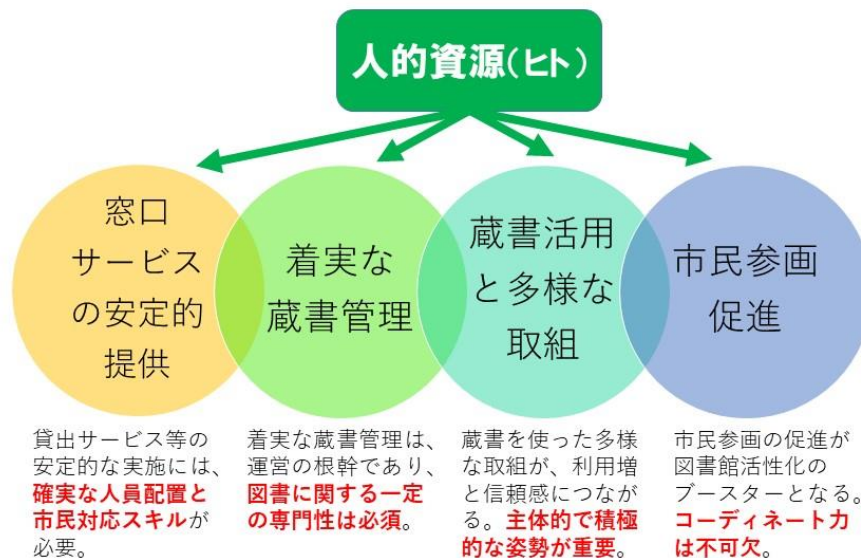 人的資源(ヒト)
窓口
サービス
の安定的
提供
着実な
蔵書管理
蔵書活用
と多様な
取組
市民参画
促進
貸出サービス等の
安定的な実施には、
確実な人員配置と
市民対応スキルが
必要。
着実な蔵書管理は、
運営の根幹であり、
図書に関する一定
の専門性は必須。
蔵書を使った多様
な取組が、利用増
と信頼感につなが
る。主体的で積極
的な姿勢が重要。
市民参画の促進が
図書館活性化の
ブースターとなる。
コーディネート力
は不可欠。